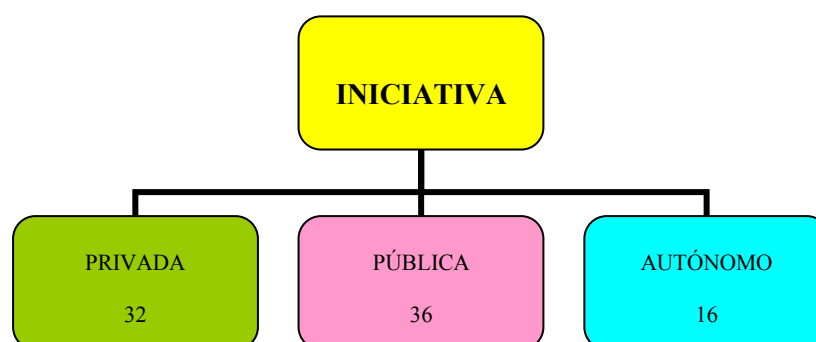 INICIATIVA
PRIVADA
32
PÚBLICA
36
AUTÓNOMO
16